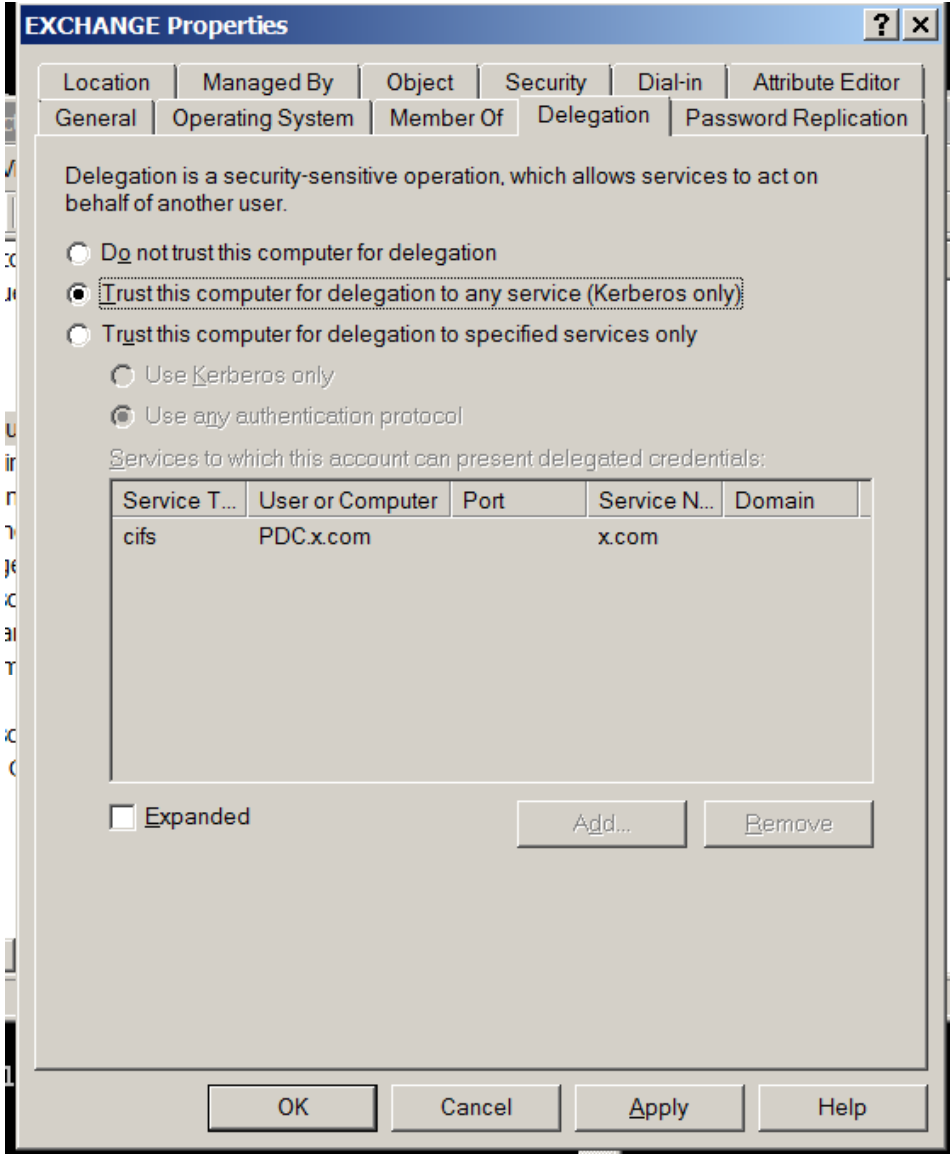 EXCHANGE Properties
Location Managed By Object Security Dial-in Attribute Editor
General Operating System Member Of Delegation Password Replication
Delegation is a security-sensitive operation, which allows services to act on
behalf of another user.
Do not trust this computer for delegation
Trust this computer for delegation to any service (Kerberos only)
Trust this computer for delegation to specified services only
Use Kerberos only
Use any authentication protocol
Services to which this account can present delegated credentials:
Service T... User or Computer Port Service N... Domain
cifs PDC.x.com x.com
Expanded Add... Remove
OK Cancel Apply Help